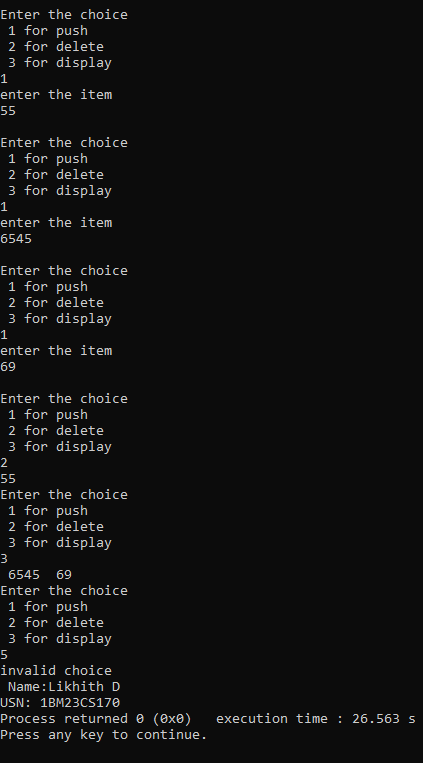 Enter the choice
 1 for push
 2 for delete
 3 for display
1
enter the item
55

Enter the choice
 1 for push
 2 for delete
 3 for display
1
enter the item
6545

Enter the choice
 1 for push
 2 for delete
 3 for display
1
enter the item
69

Enter the choice
 1 for push
 2 for delete
 3 for display
2
55
Enter the choice
 1 for push
 2 for delete
 3 for display
3
 6545  69
Enter the choice
 1 for push
 2 for delete
 3 for display
5
invalid choice
 Name:Likhith D
USN: 1BM23CS170
Process returned 0 (0x0)   execution time : 26.563 s
Press any key to continue.